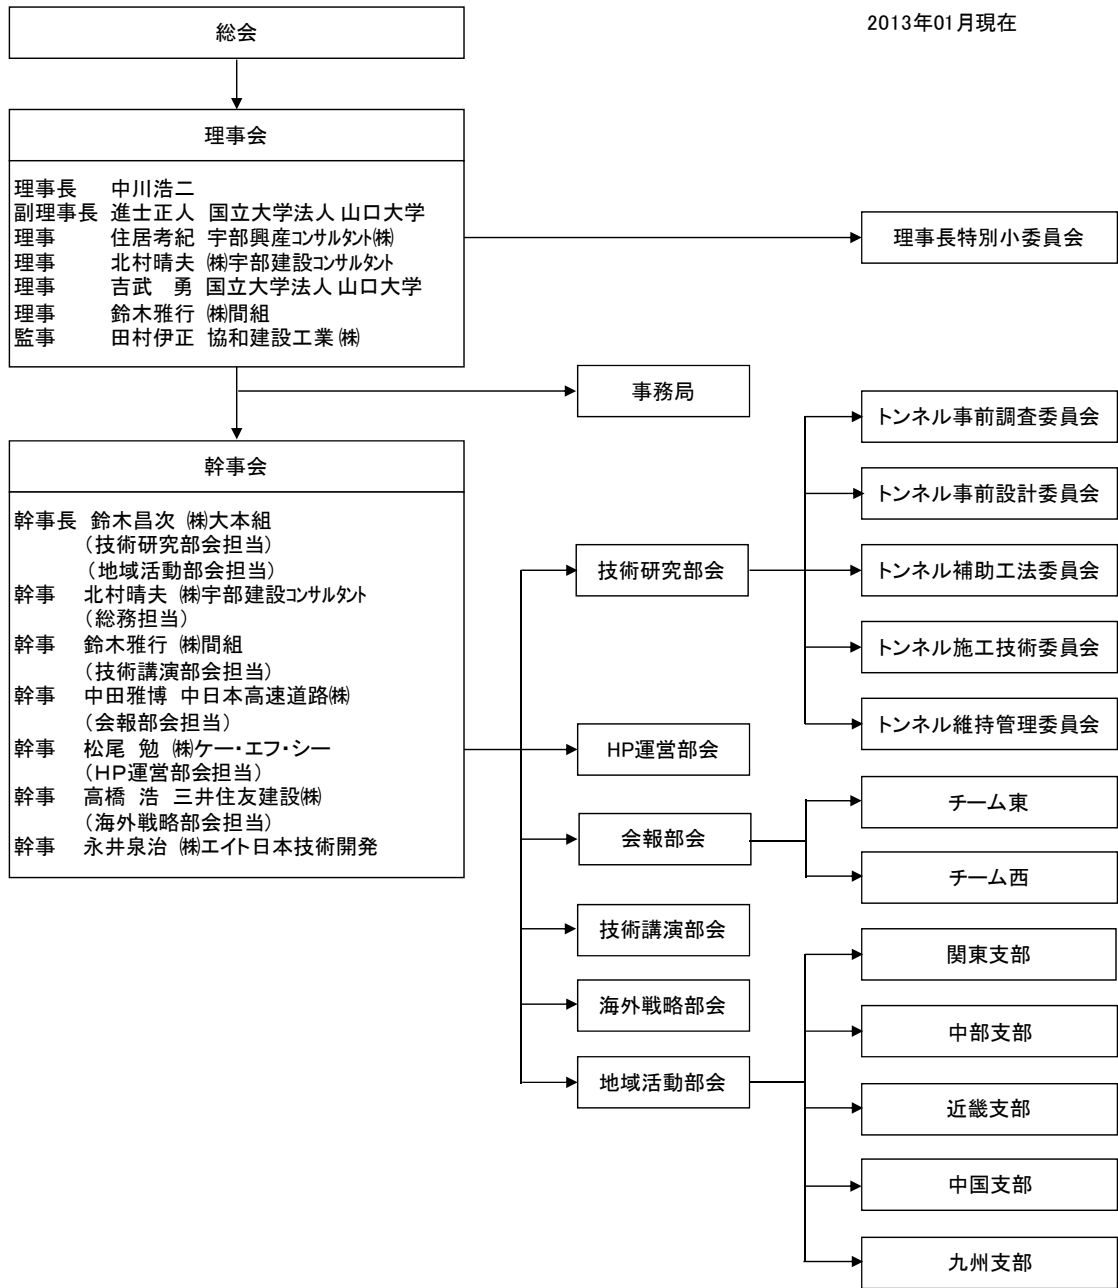 2013年01月現在
総会
理事会
理事長 中川浩二
副理事長 進士正人 国立大学法人 山口大学
理事 住居考紀 宇部興産コンサルタント㈱
理事 北村晴夫 ㈱宇部建設コンサルタント
理事 吉武 勇 国立大学法人 山口大学
理事 鈴木雅行 ㈱間組
監事 田村伊正 協和建設工業㈱
理事長特別小委員会
事務局
幹事会
幹事長 鈴木昌次 ㈱大本組
（技術研究部会担当）
（地域活動部会担当）
幹事 北村晴夫 ㈱宇部建設コンサルタント
（総務担当）
幹事 鈴木雅行 ㈱間組
（技術講演部会担当）
幹事 中田雅博 中日本高速道路㈱
（会報部会担当）
幹事 松尾 勉 ㈱ケー・エフ・シー
（HP運営部会担当）
幹事 高橋 浩 三井住友建設㈱
（海外戦略部会担当）
幹事 永井泉治 ㈱エイト日本技術開発
技術研究部会
トンネル事前調査委員会
トンネル事前設計委員会
トンネル補助工法委員会
トンネル施工技術委員会
トンネル維持管理委員会
HP運営部会
会報部会
チーム東
チーム西
技術講演部会
海外戦略部会
地域活動部会
関東支部
中部支部
近畿支部
中国支部
九州支部